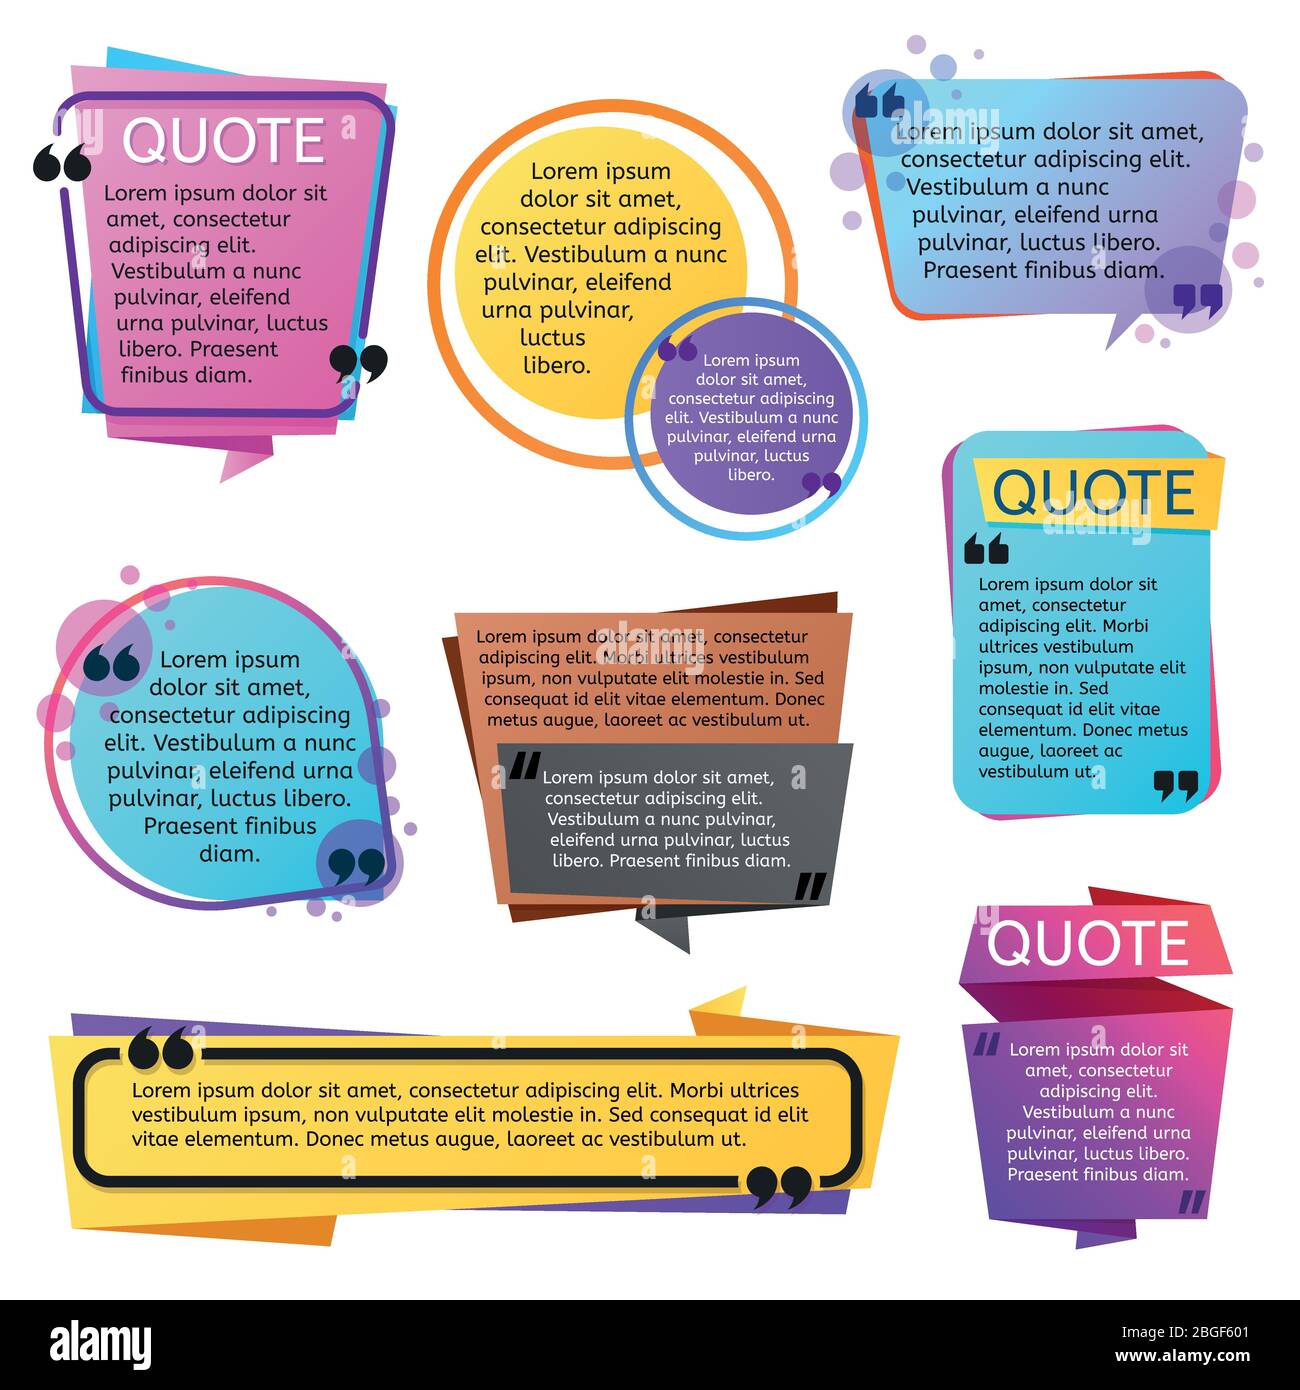 QUOTE
Lorem ipsum dolor sit
amet, consectetur
adipiscing elit.
Vestibulum a nunc
pulvinar, eleifend
urna pulvinar, luctus
libero. Praesent
finibus diam.
Lorem ipsum
dolor sit amet,
consectetur adipiscing
elit. Vestibulum a nunc
pulvinar, eleifend
urna pulvinar,
luctus
libero.
Lorem ipsum
dolor sit amet,
consectetur adipiscing
elit. Vestibulum a nunc
pulvinar, eleifend urna
pulvinar, luctus
libero.
Lorem ipsum dolor sit amet,
consectetur adipiscing elit.
Vestibulum a nunc
pulvinar, eleifend urna
pulvinar, luctus libero.
Praesent finibus diam.
QUOTE
Lorem ipsum dolor sit
amet, consectetur
adipiscing elit. Morbi
ultrices vestibulum
ipsum, non vulputate elit
molestie in. Sed
consequat id elit vitae
elementum. Donec metus
augue, laoreet ac
vestibulum ut.
Lorem ipsum
dolor sit amet,
consectetur adipiscing
elit. Vestibulum a nunc
pulvinar, eleifend urna
pulvinar, luctus libero.
Praesent finibus
diam.
Lorem ipsum dolor sit amet, consectetur
adipiscing elit. Morbi ultrices vestibulum
ipsum, non vulputate elit molestie in. Sed
consequat id elit vitae elementum. Donec
metus augue, laoreet ac vestibulum ut.
Lorem ipsum dolor sit amet,
consectetur adipiscing elit.
Vestibulum a nunc pulvinar,
eleifend urna pulvinar, luctus
libero. Praesent finibus diam.
QUOTE
Lorem ipsum dolor sit
amet, consectetur
adipiscing
elit.
Vestibulum a nunc
pulvinar, eleifend urna
pulvinar, luctus libero.
Praesent finibus diam.
Lorem ipsum dolor sit amet, consectetur adipiscing elit. Morbi ultrices
vestibulum ipsum, non vulputate elit molestie in. Sed consequat id elit
vitae elementum. Donec metus augue, laoreet ac vestibulum ut.
alamy
Image ID: 2BGF601
www.alamy.com